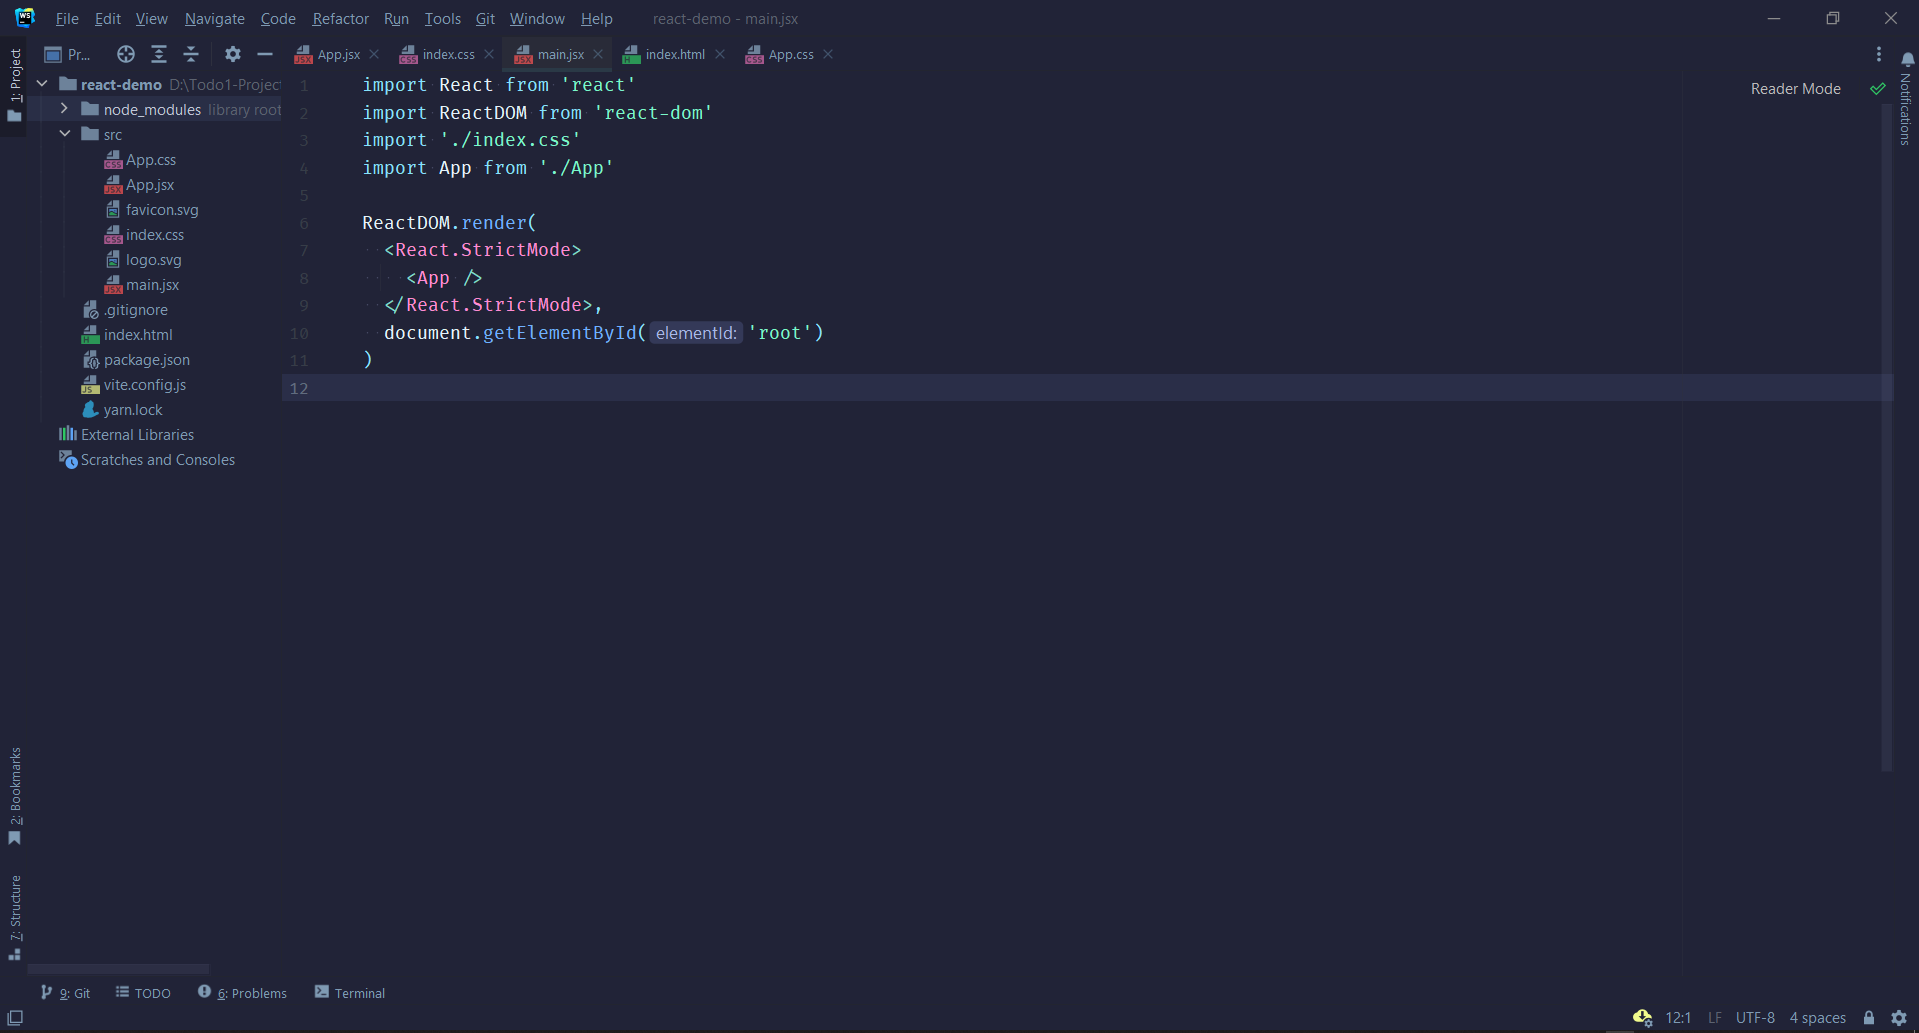 WS
File Edit View Navigate Code Refactor Run Tools Git Window Help react-demo - main.jsx
1: Project
Pr...
App.jsx index.css main.jsx index.html App.css
Notifications
Reader Mode
react-demo D:\Todo1-Projec
node_modules library root
src
App.css
App.jsx
favicon.svg
index.css
logo.svg
main.jsx
.gitignore
index.html
package.json
vite.config.js
yarn.lock
External Libraries
Scratches and Consoles
1 import React from 'react'
2 import ReactDOM from 'react-dom'
3 import './index.css'
4 import App from './App'
5
6 ReactDOM.render(
7 <React.StrictMode>
8 <App />
9 </React.StrictMode>,
10 document.getElementById( elementId: 'root')
11 )
12
2: Bookmarks
7: Structure
9: Git TODO 6: Problems Terminal
12:1 LF UTF-8 4 spaces